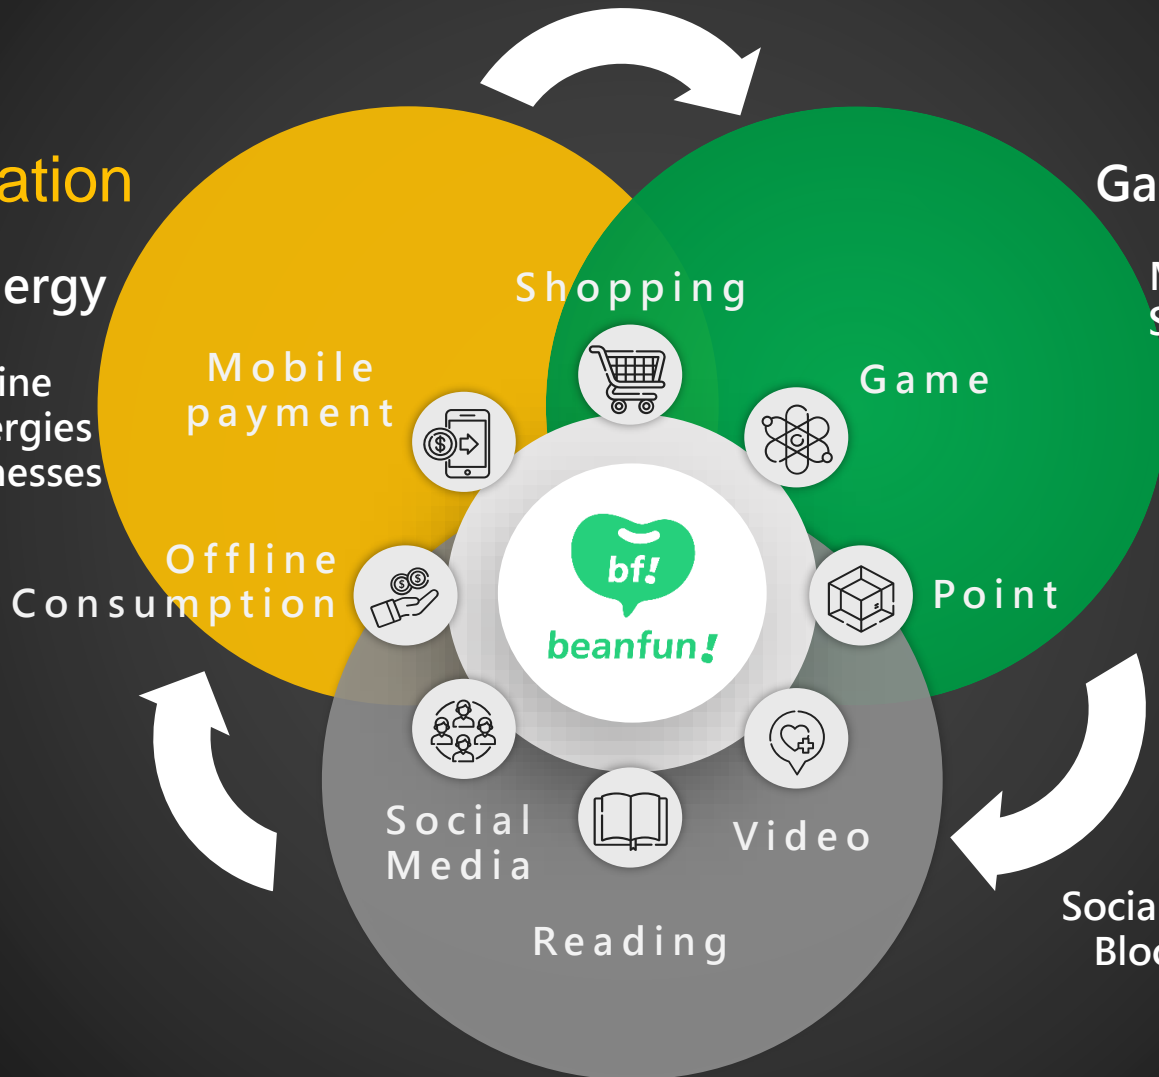 ation
ergy
ine
ergies
nesses
Shopping
Mobile
payment
Game
Offline
Consumption
Point
bf!
beanfun!
Social
Media
Video
Reading
Ga
M
S
Socia
Bloc